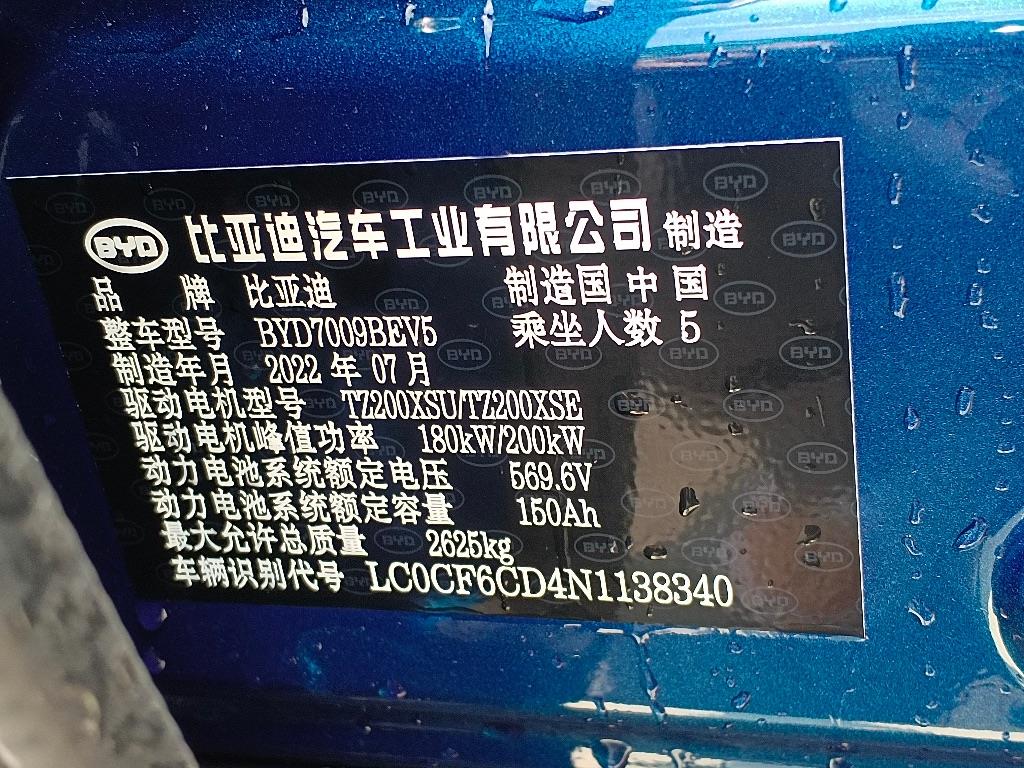 BYD 比亚迪汽车工业有限公司 制造
品 牌 比亚迪 制造国 中国
整车型号 BYD7009BEV5 乘坐人数 5
制造年月 2022 年 07 月
驱动电机型号 TZ200XSU/TZ200XSE
驱动电机峰值功率 180kW/200kW
动力电池系统额定电压 569.6V
动力电池系统额定容量 150Ah
最大允许总质量 2625kg
车辆识别代号 LC0CF6CD4N1138340